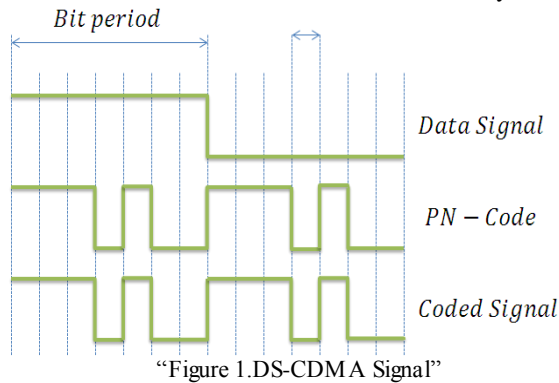 Bit period
Data Signal
PN − Code
Coded Signal
“Figure 1.DS-CDMA Signal”